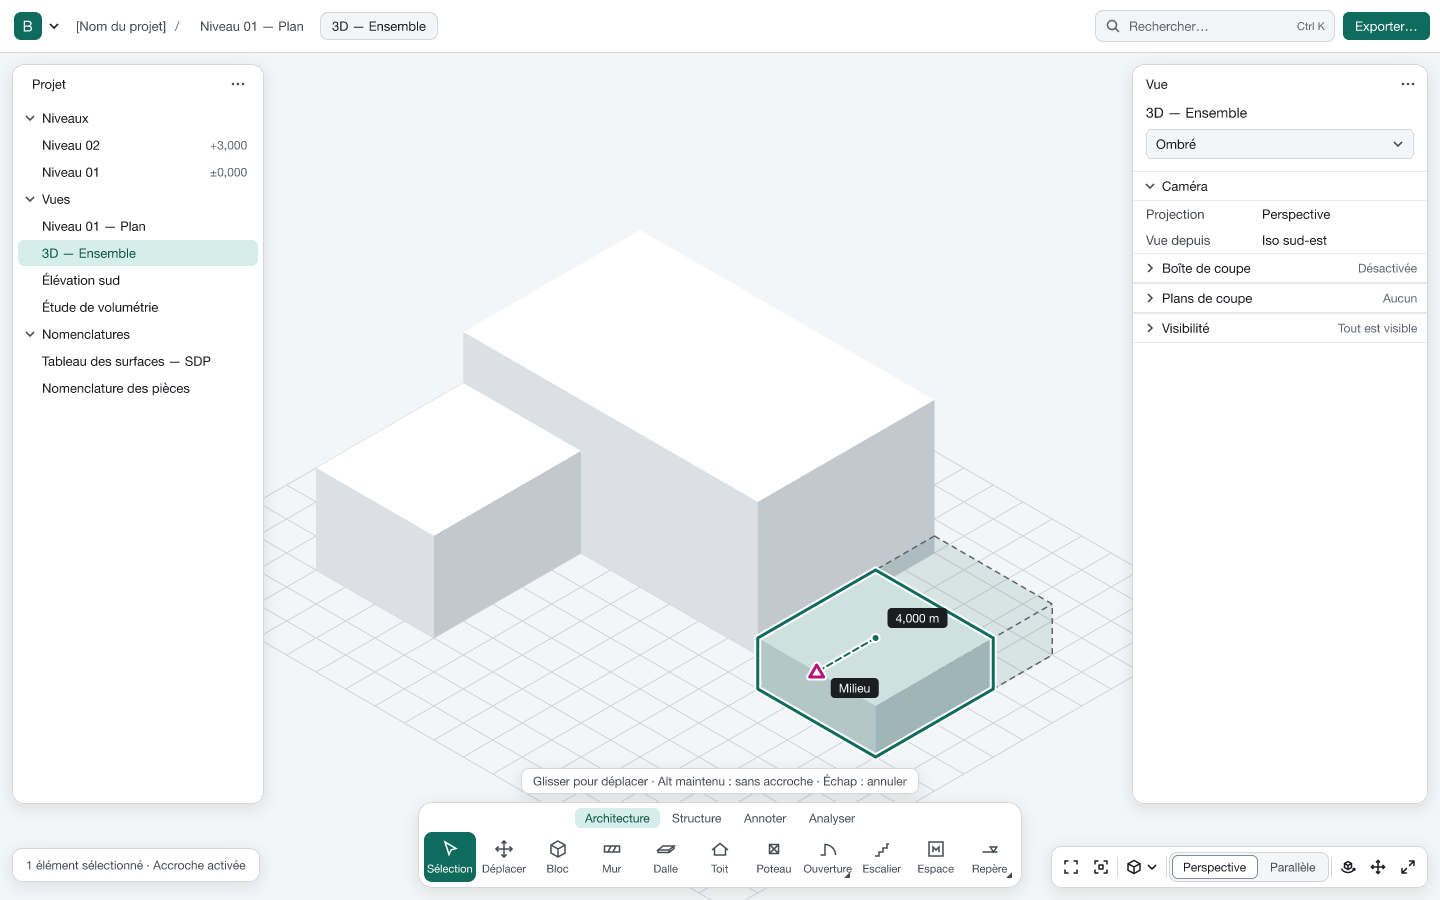 B
[Nom du projet] /
Niveau 01 — Plan
3D — Ensemble
Rechercher…
Ctrl K
Exporter…
Projet
Niveaux
Niveau 02
+3,000
Niveau 01
±0,000
Vues
Niveau 01 — Plan
3D — Ensemble
Élévation sud
Étude de volumétrie
Nomenclatures
Tableau des surfaces — SDP
Nomenclature des pièces
Vue
3D — Ensemble
Ombré
Caméra
Projection
Perspective
Vue depuis
Iso sud-est
Boîte de coupe
Désactivée
Plans de coupe
Aucun
Visibilité
Tout est visible
4,000 m
Milieu
Glisser pour déplacer · Alt maintenu : sans accroche · Échap : annuler
Architecture
Structure
Annoter
Analyser
Sélection
Déplacer
Bloc
Mur
Dalle
Toit
Poteau
Ouverture
Escalier
Espace
Repère
1 élément sélectionné · Accroche activée
Perspective
Parallèle